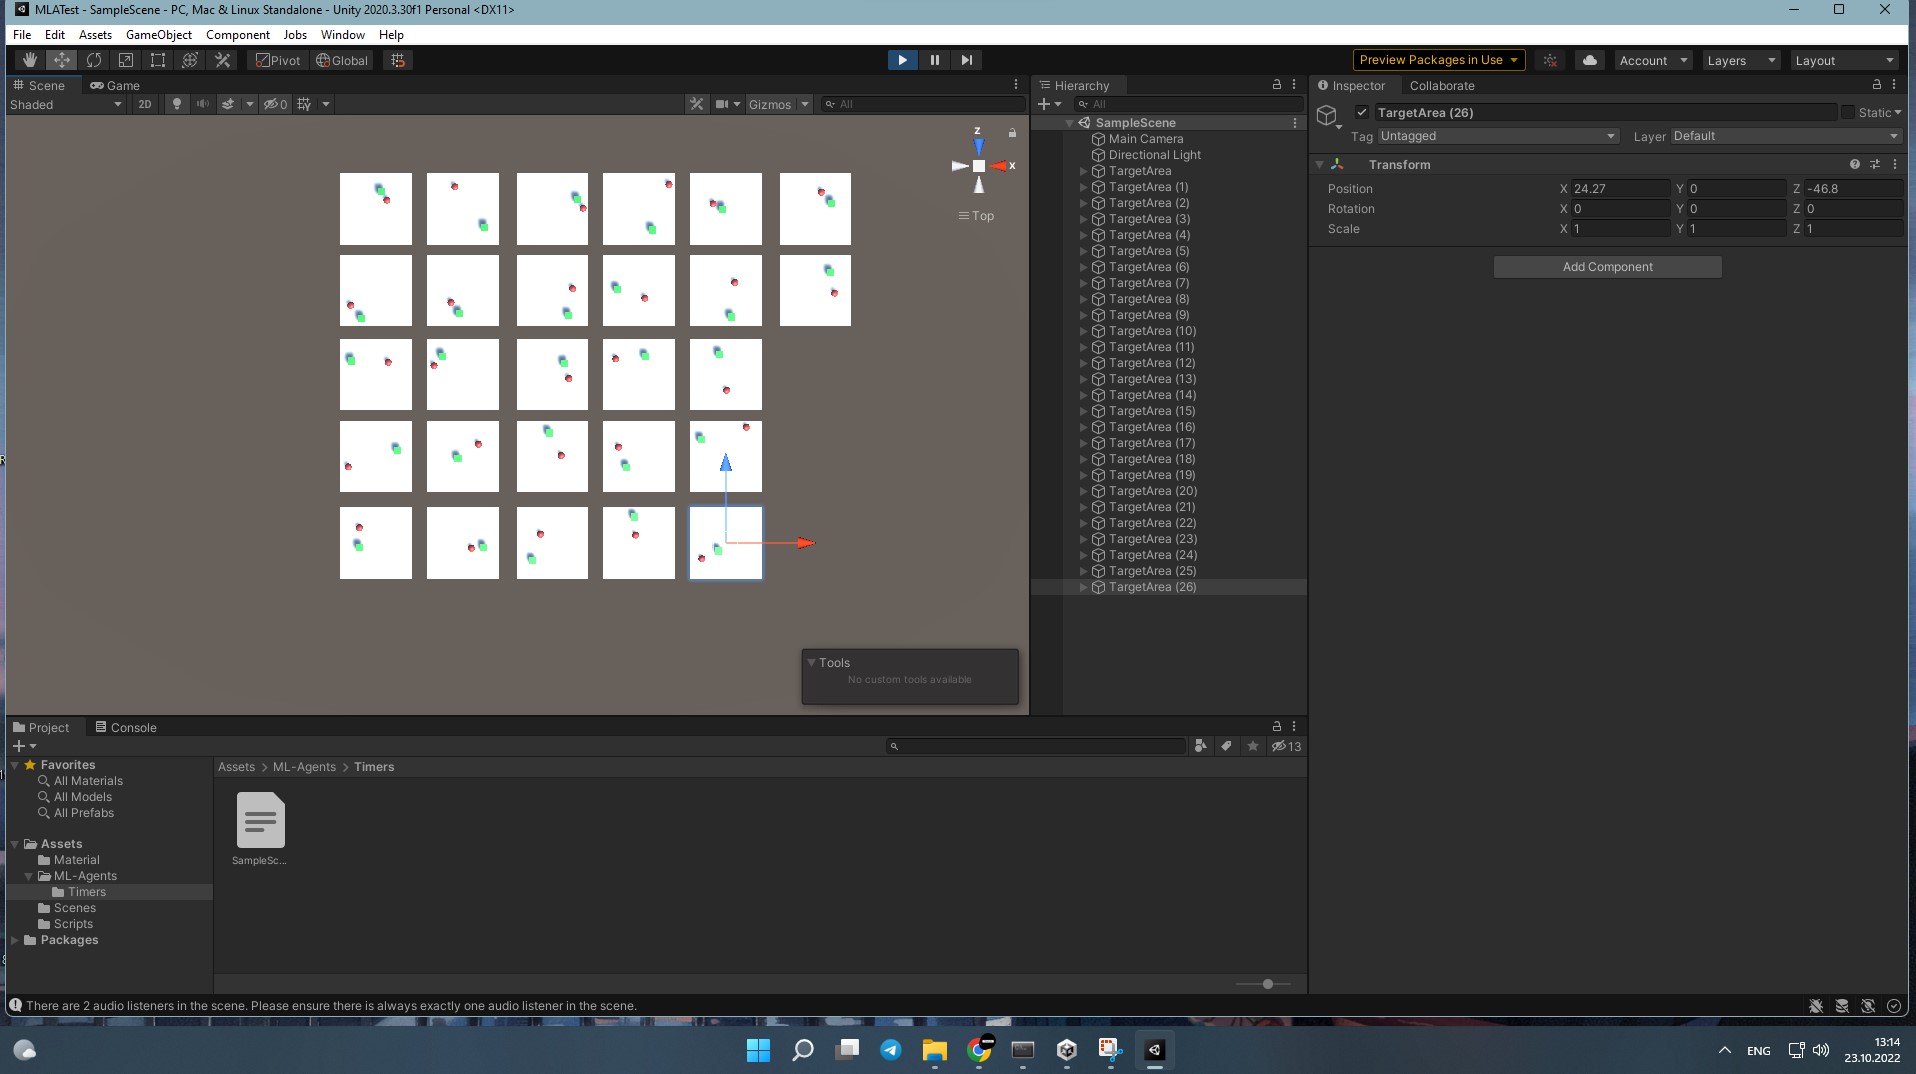 MLATest - SampleScene - PC, Mac & Linux Standalone - Unity 2020.3.30f1 Personal <DX11>
File Edit Assets GameObject Component Jobs Window Help
Pivot Global Preview Packages in Use Account Layers Layout
Scene Game
Shaded 2D 0 Gizmos All
z
x
Top
Tools
No custom tools available
Hierarchy
All
SampleScene
Main Camera
Directional Light
TargetArea
TargetArea (1)
TargetArea (2)
TargetArea (3)
TargetArea (4)
TargetArea (5)
TargetArea (6)
TargetArea (7)
TargetArea (8)
TargetArea (9)
TargetArea (10)
TargetArea (11)
TargetArea (12)
TargetArea (13)
TargetArea (14)
TargetArea (15)
TargetArea (16)
TargetArea (17)
TargetArea (18)
TargetArea (19)
TargetArea (20)
TargetArea (21)
TargetArea (22)
TargetArea (23)
TargetArea (24)
TargetArea (25)
TargetArea (26)
Inspector Collaborate
TargetArea (26) Static
Tag Untagged Layer Default
Transform
Position X 24.27 Y 0 Z -46.8
Rotation X 0 Y 0 Z 0
Scale X 1 Y 1 Z 1
Add Component
Project Console
13
Favorites
All Materials
All Models
All Prefabs
Assets
Material
ML-Agents
Timers
Scenes
Scripts
Packages
Assets > ML-Agents > Timers
SampleSc...
There are 2 audio listeners in the scene. Please ensure there is always exactly one audio listener in the scene.
ENG
13:14
23.10.2022